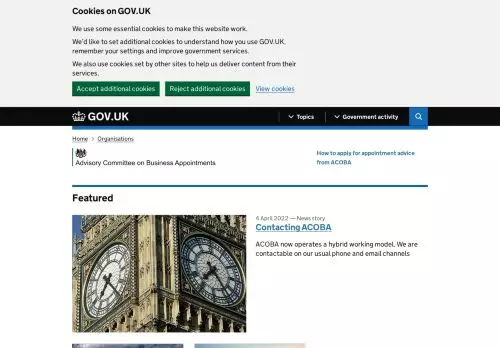 Cookies on GOV.UK
We use some essential cookies to make this website work.
We'd like to set additional cookies to understand how you use GOV.UK,
remember your settings and improve government services.
We also use cookies set by other sites to help us deliver content from their
services.
Accept additional cookies Reject additional cookies View cookies
GOV.UK Topics Government activity
Home Organisations
Advisory Committee on Business Appointments
How to apply for appointment advice
from ACOBA
Featured
4 April 2022 — News story
Contacting ACOBA
ACOBA now operates a hybrid working model. We are
contactable on our usual phone and email channels